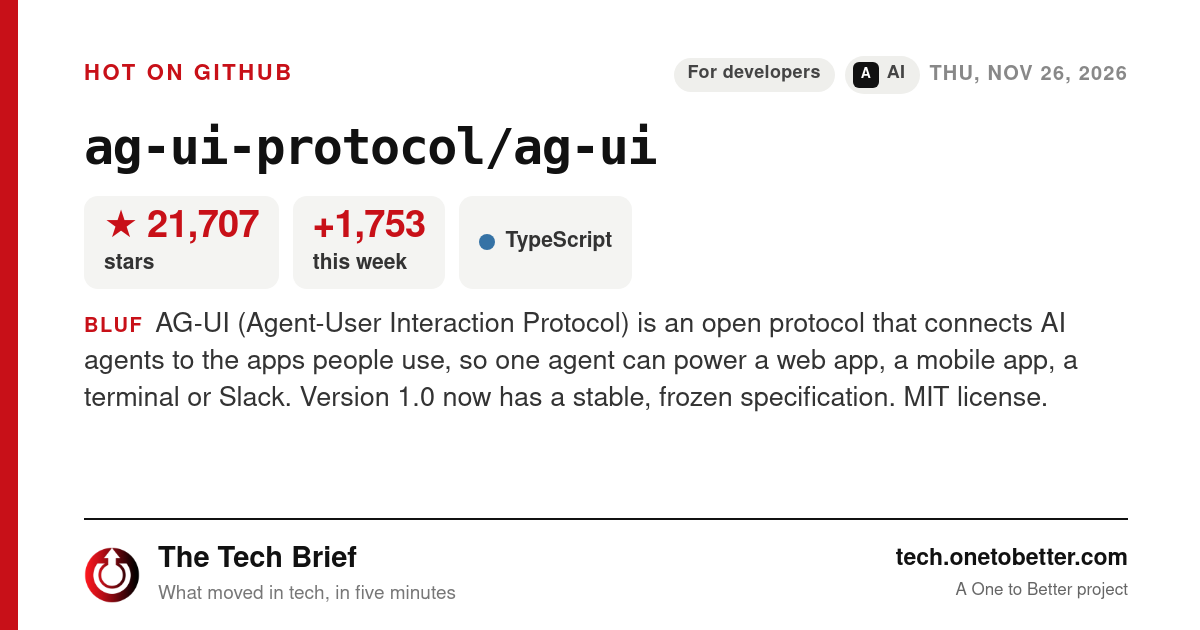 HOT ON GITHUB
For developers
A AI
THU, NOV 26, 2026
ag-ui-protocol/ag-ui
★ 21,707
stars
+1,753
this week
TypeScript
BLUF AG-UI (Agent-User Interaction Protocol) is an open protocol that connects AI
agents to the apps people use, so one agent can power a web app, a mobile app, a
terminal or Slack. Version 1.0 now has a stable, frozen specification. MIT license.
The Tech Brief
What moved in tech, in five minutes
tech.onetobetter.com
A One to Better project